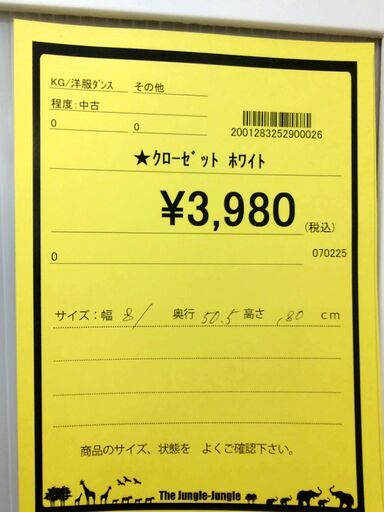 KG/洋服ﾀﾞﾝｽ その他
程度:中古
0 0
2001283252900026
★ｸﾛｰｾﾞｯﾄ ﾎﾜｲﾄ
¥3,980 (税込)
0 070225
サイズ:幅 81 奥行 50.5 高さ 180 cm
商品のサイズ、状態を よくご確認下さい。
The Jungle-Jungle